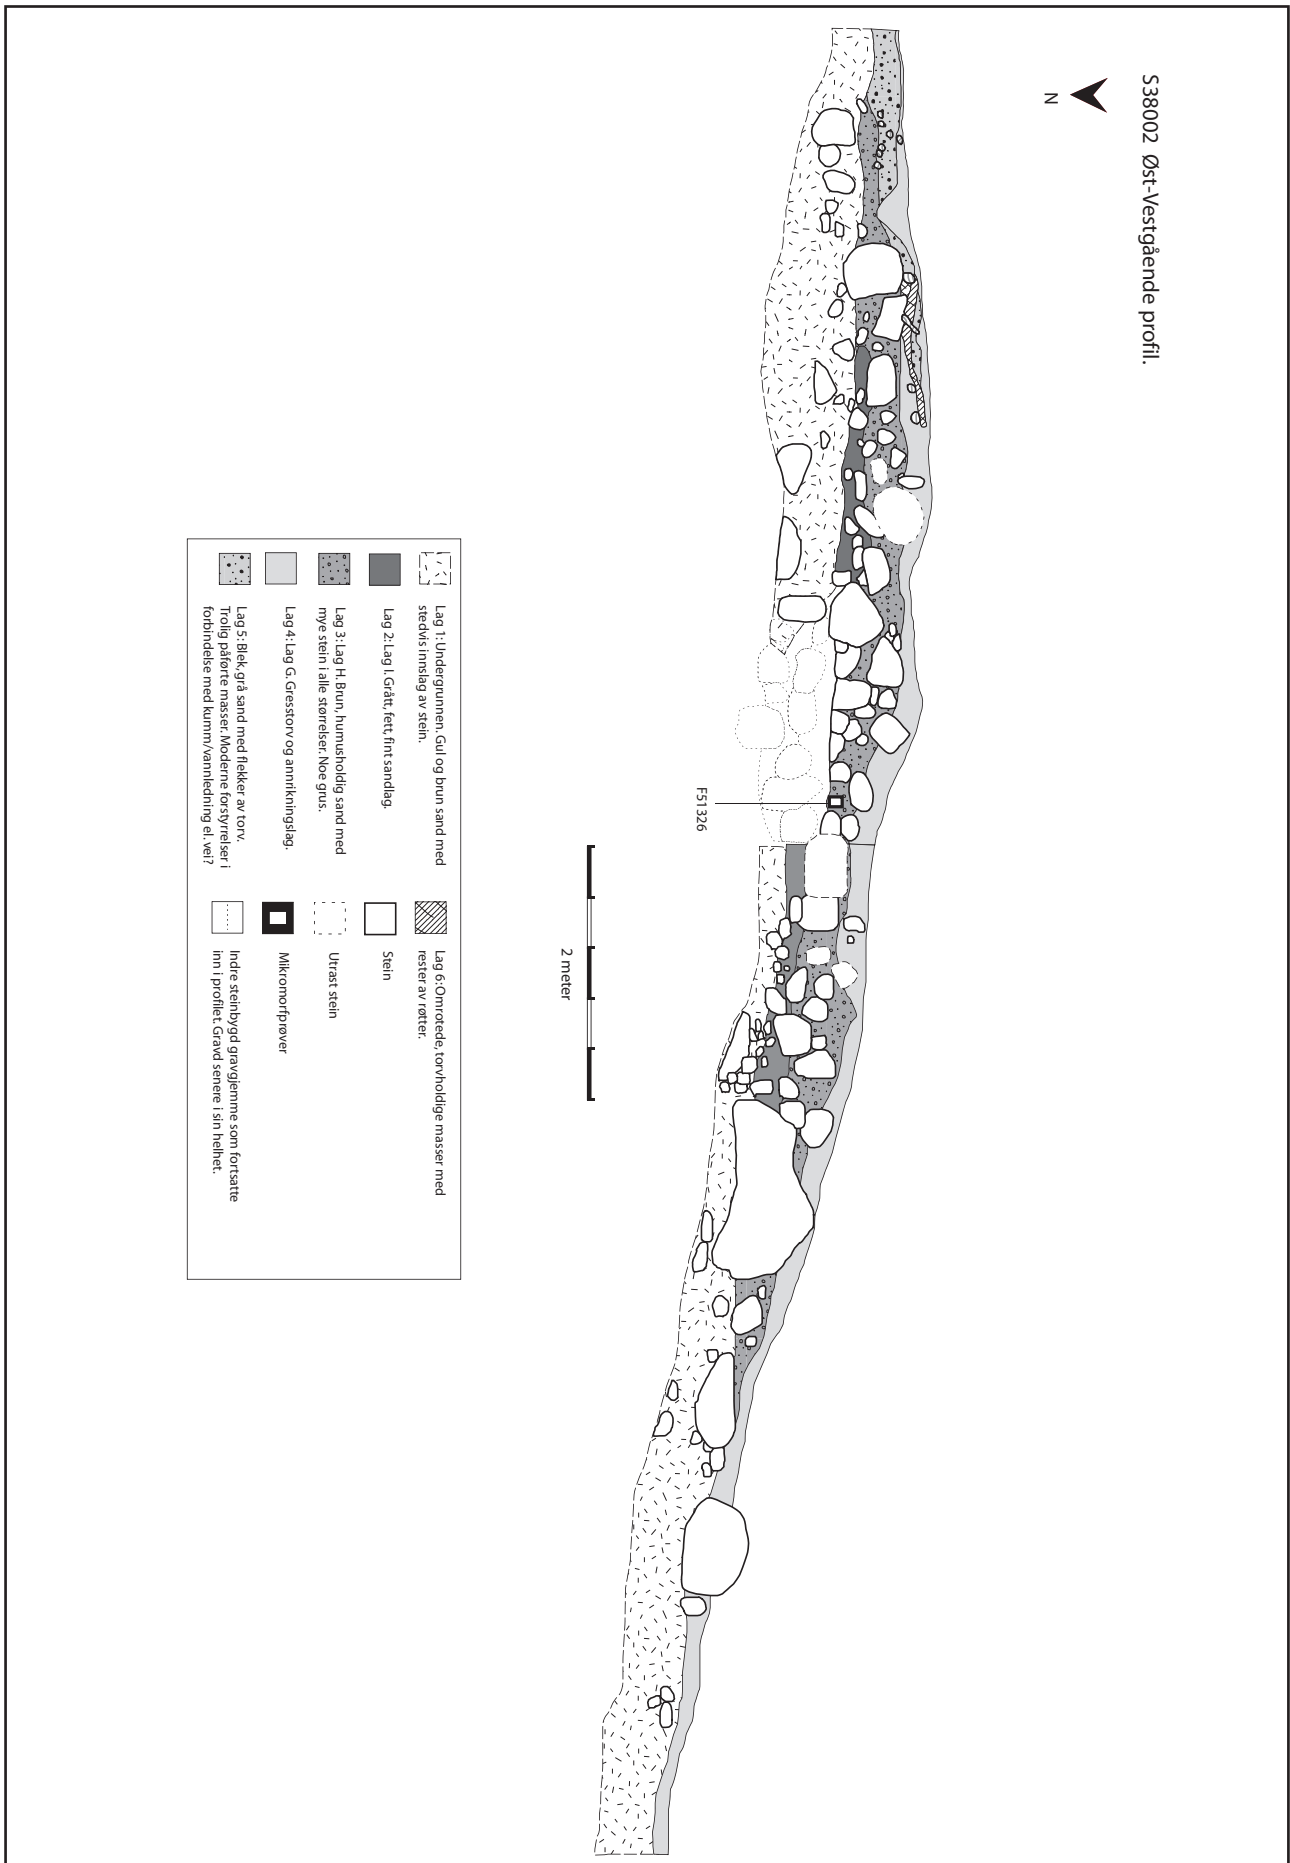 S38002 Øst-Vestgående profil.
N
F51326
2 meter
Lag 1: Undergrunnen. Gul og brun sand med
stedvis innslag av stein.
Lag 2: Lag I. Grått, fett, fint sandlag.
Lag 3: Lag H. Brun, humusholdig sand med
mye stein i alle størrelser. Noe grus.
Lag 4: Lag G. Gresstorv og annrikningslag.
Lag 5: Blek, grå sand med flekker av torv.
Trolig påførte masser. Moderne forstyrrelser i
forbindelse med kumm/vannledning el. vei?
Lag 6: Omrotede, torvholdige masser med
rester av røtter.
Stein
Utrast stein
Mikromorfprøver
Indre steinbygd gravgjemme som fortsatte
inn i profilet. Gravd senere i sin helhet.